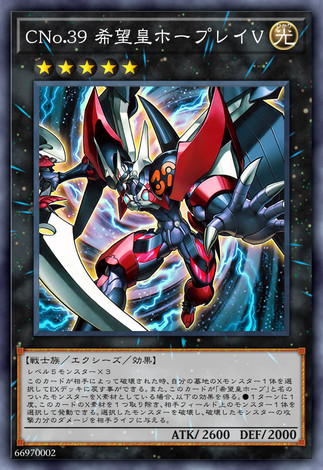 CNo.39 希望皇ホープレイV
光
39
【戦士族／エクシーズ／効果】
レベル5モンスター×3
このカードが相手によって破壊された時、自分の墓地のXモンスター1体を選
択してEXデッキに戻す事ができる。また、このカードが「希望皇ホープ」と名の
ついたモンスターをX素材としている場合、以下の効果を得る。●1ターンに1
度、このカードのX素材を1つ取り除き、相手フィールド上のモンスター1体を
選択して発動できる。選択したモンスターを破壊し、破壊したモンスターの攻
撃力分のダメージを相手ライフに与える。
ATK/2600 DEF/2000
66970002